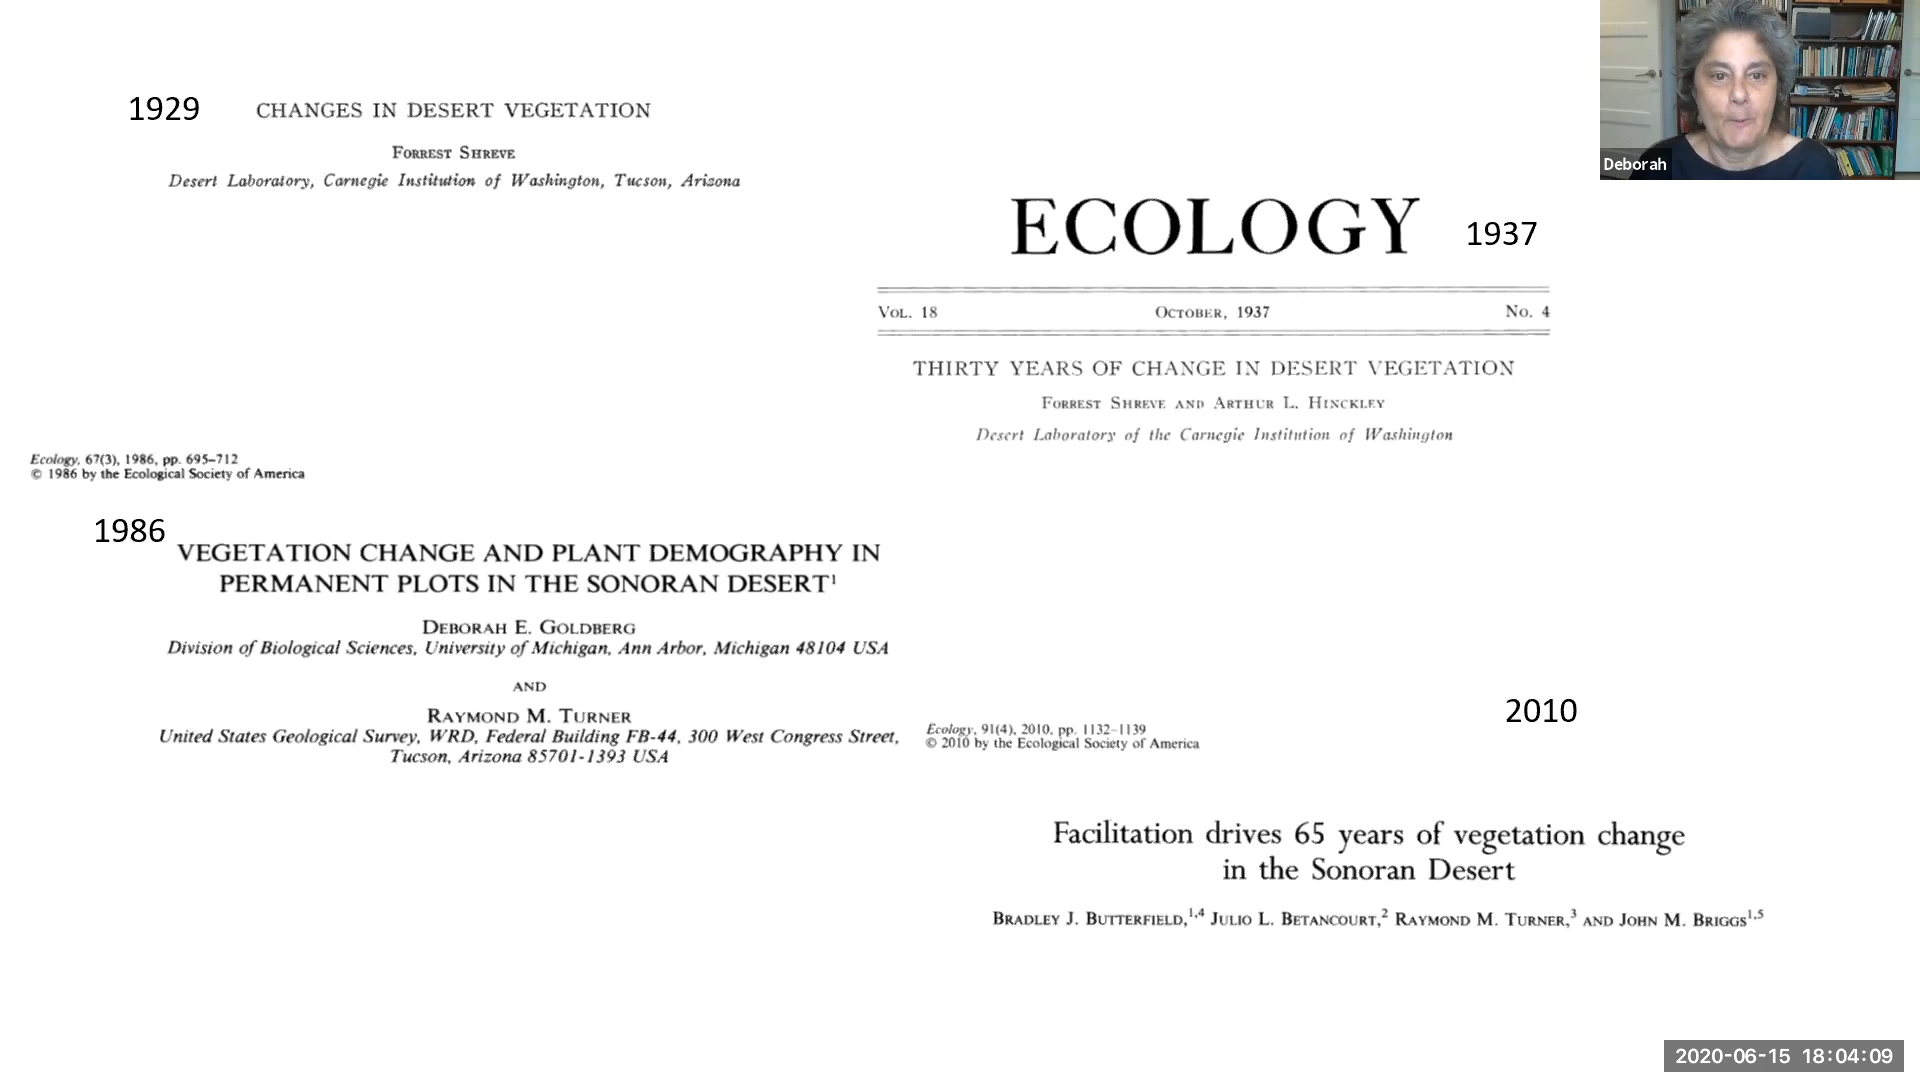 1929
CHANGES IN DESERT VEGETATION
FORREST SHREVE
Desert Laboratory, Carnegie Institution of Washington, Tucson, Arizona
Deborah
ECOLOGY
1937
VOL. 18 OCTOBER, 1937 No. 4
THIRTY YEARS OF CHANGE IN DESERT VEGETATION
FORREST SHREVE AND ARTHUR L. HINCKLEY
Desert Laboratory of the Carnegie Institution of Washington
Ecology, 67(3), 1986, pp. 695–712
© 1986 by the Ecological Society of America
1986
VEGETATION CHANGE AND PLANT DEMOGRAPHY IN
PERMANENT PLOTS IN THE SONORAN DESERT¹
DEBORAH E. GOLDBERG
Division of Biological Sciences, University of Michigan, Ann Arbor, Michigan 48104 USA
AND
RAYMOND M. TURNER
United States Geological Survey, WRD, Federal Building FB-44, 300 West Congress Street,
Tucson, Arizona 85701-1393 USA
2010
Ecology, 91(4), 2010, pp. 1132–1139
© 2010 by the Ecological Society of America
Facilitation drives 65 years of vegetation change
in the Sonoran Desert
BRADLEY J. BUTTERFIELD,¹,⁴ JULIO L. BETANCOURT,² RAYMOND M. TURNER,³ AND JOHN M. BRIGGS¹,⁵
2020-06-15 18:04:09